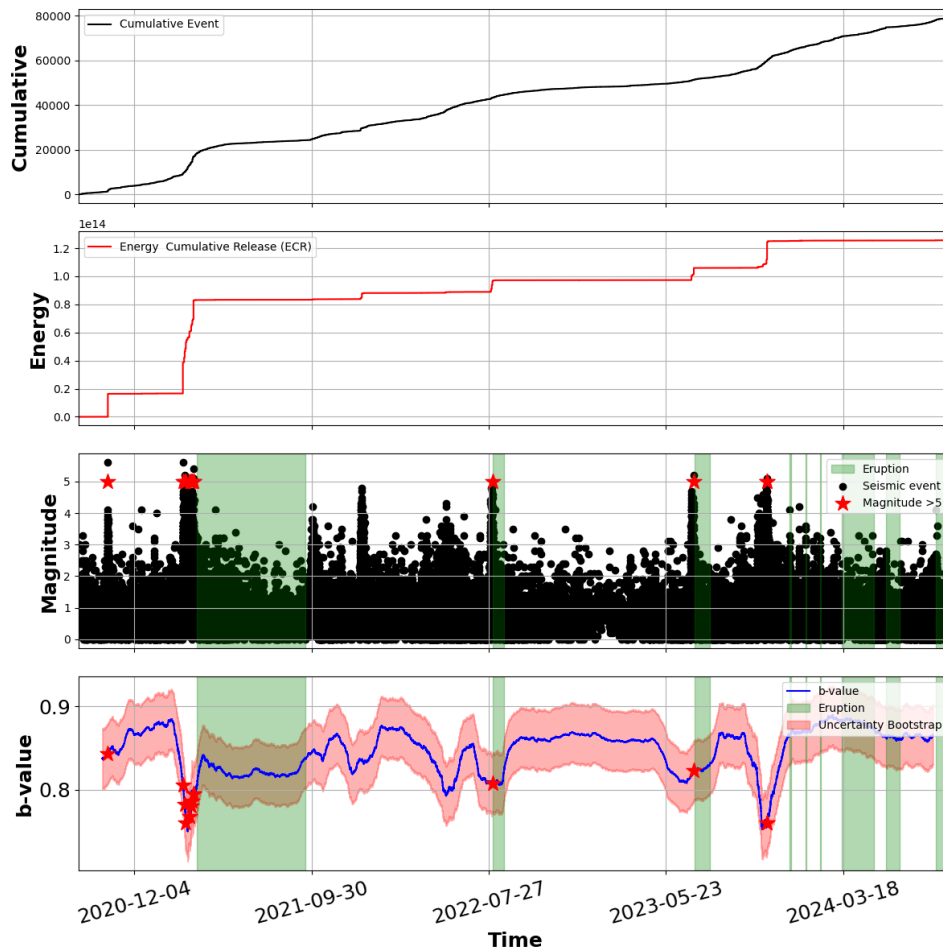 80000
60000
40000
20000
0
Cumulative
Cumulative Event
1e14
1.2
1.0
0.8
0.6
0.4
0.2
0.0
Energy
Energy  Cumulative Release (ECR)
5
4
3
2
1
0
Magnitude
Eruption
Seismic event
Magnitude >5
0.9
0.8
b-value
b-value
Eruption
Uncertainty Bootstrap
2020-12-04
2021-09-30
2022-07-27
2023-05-23
2024-03-18
Time